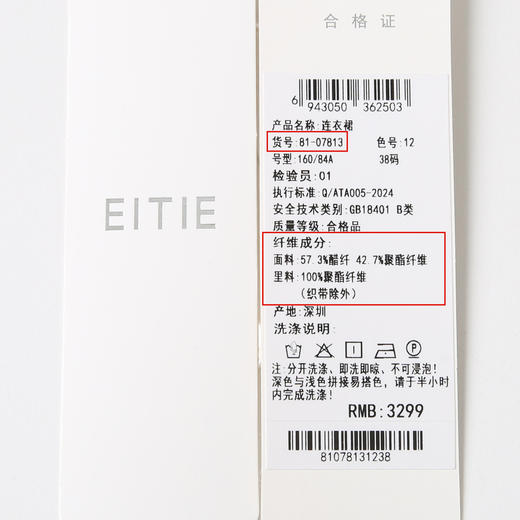 EITIE
合格证
6 943050 362503
产品名称:连衣裙
货号:81-07813 色号:12
号型:160/84A 38码
检验员:01
执行标准:Q/ATA005-2024
安全技术类别:GB18401 B类
质量等级:合格品
纤维成分:
面料:57.3%醋纤 42.7%聚酯纤维
里料:100%聚酯纤维
(织带除外)
产地:深圳
洗涤说明:
注:分开洗涤、即洗即晾、不可浸泡!
深色与浅色拼接易搭色,请于半小时
内完成洗涤!
RMB:3299
81078131238